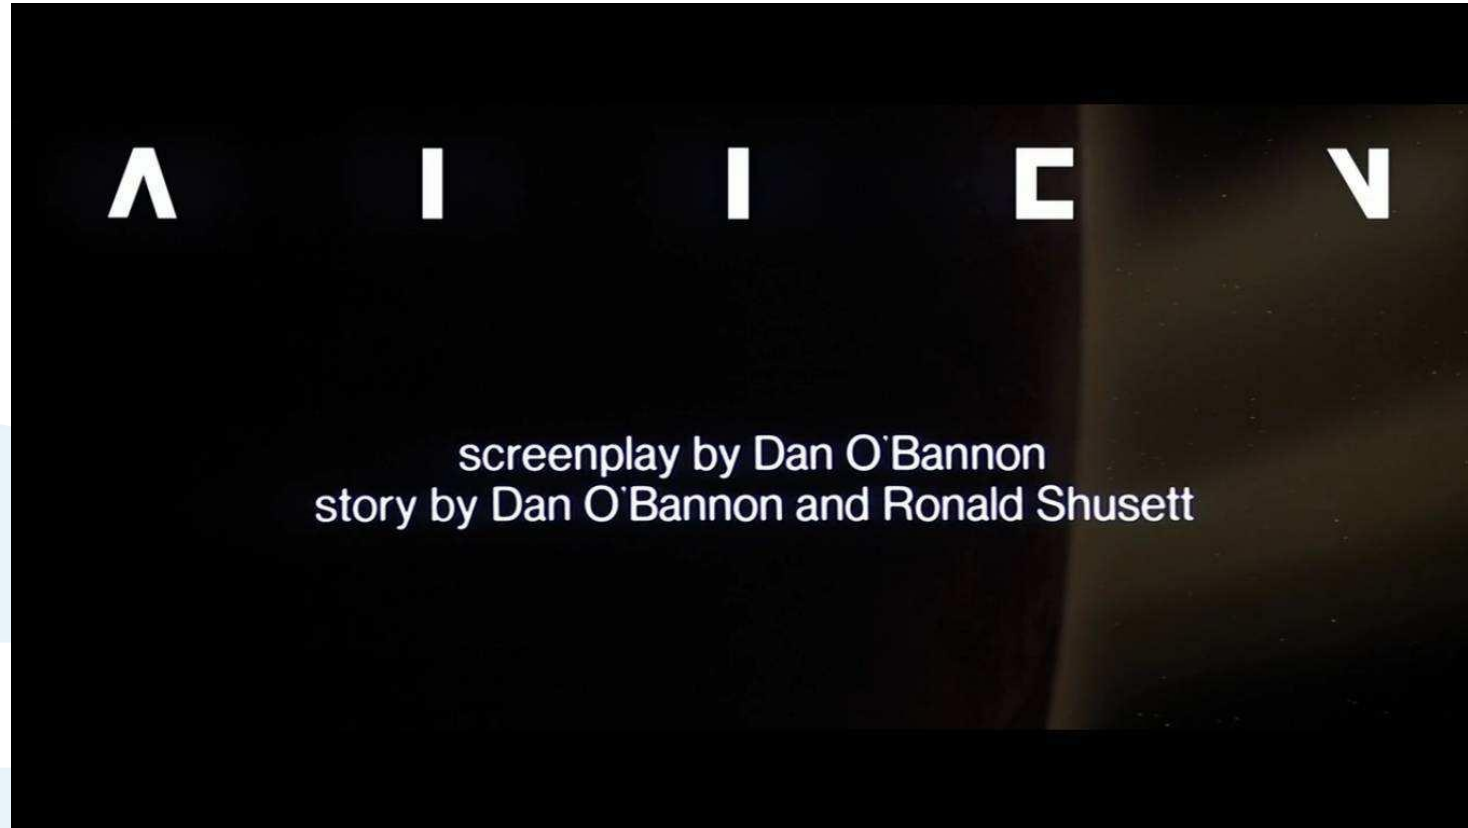 A I I E N
screenplay by Dan O'Bannon
story by Dan O'Bannon and Ronald Shusett